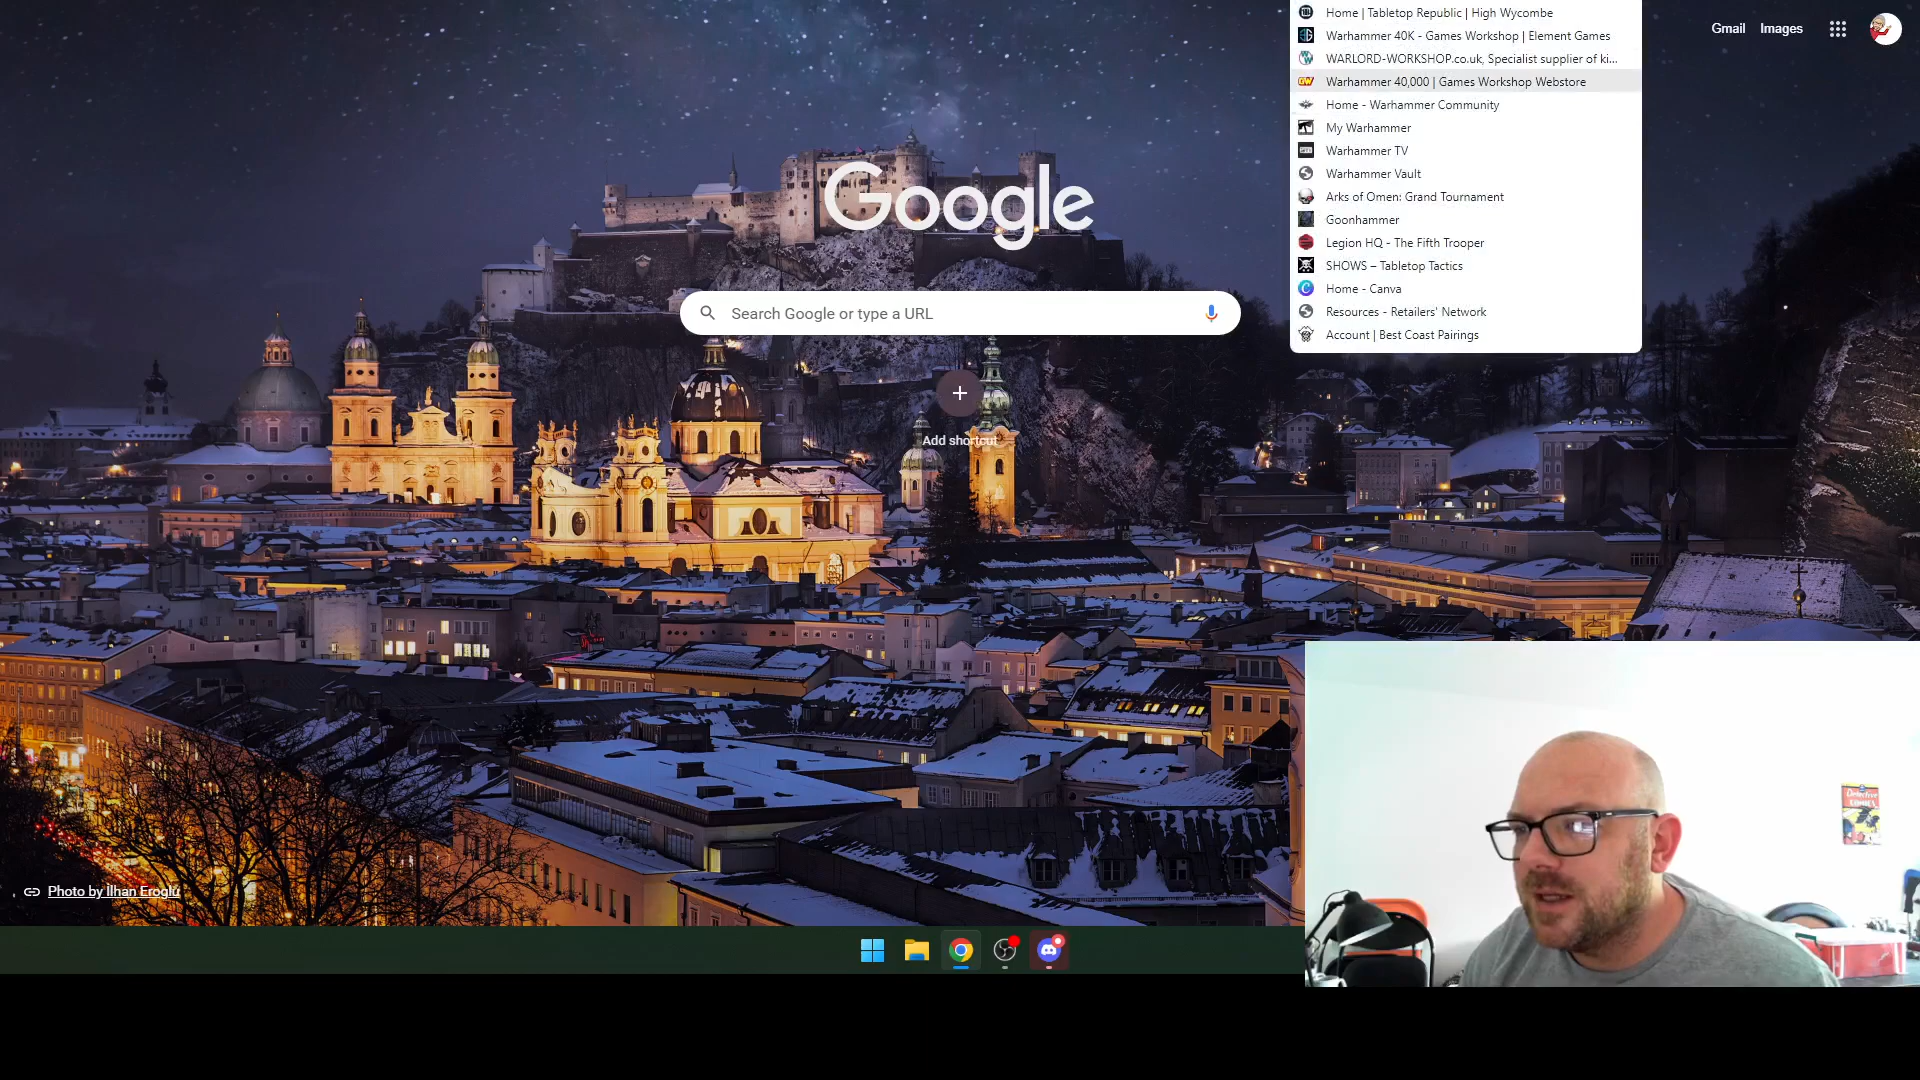 Home | Tabletop Republic | High Wycombe
Warhammer 40K - Games Workshop | Element Games
WARLORD-WORKSHOP.co.uk, Specialist supplier of ki...
Warhammer 40,000 | Games Workshop Webstore
Home - Warhammer Community
My Warhammer
Warhammer TV
Warhammer Vault
Arks of Omen: Grand Tournament
Goonhammer
Legion HQ - The Fifth Trooper
SHOWS – Tabletop Tactics
Home - Canva
Resources - Retailers' Network
Account | Best Coast Pairings
Gmail Images
Google
Search Google or type a URL
Add shortcut
Detective
COMICS
Photo by İlhan Eroglu